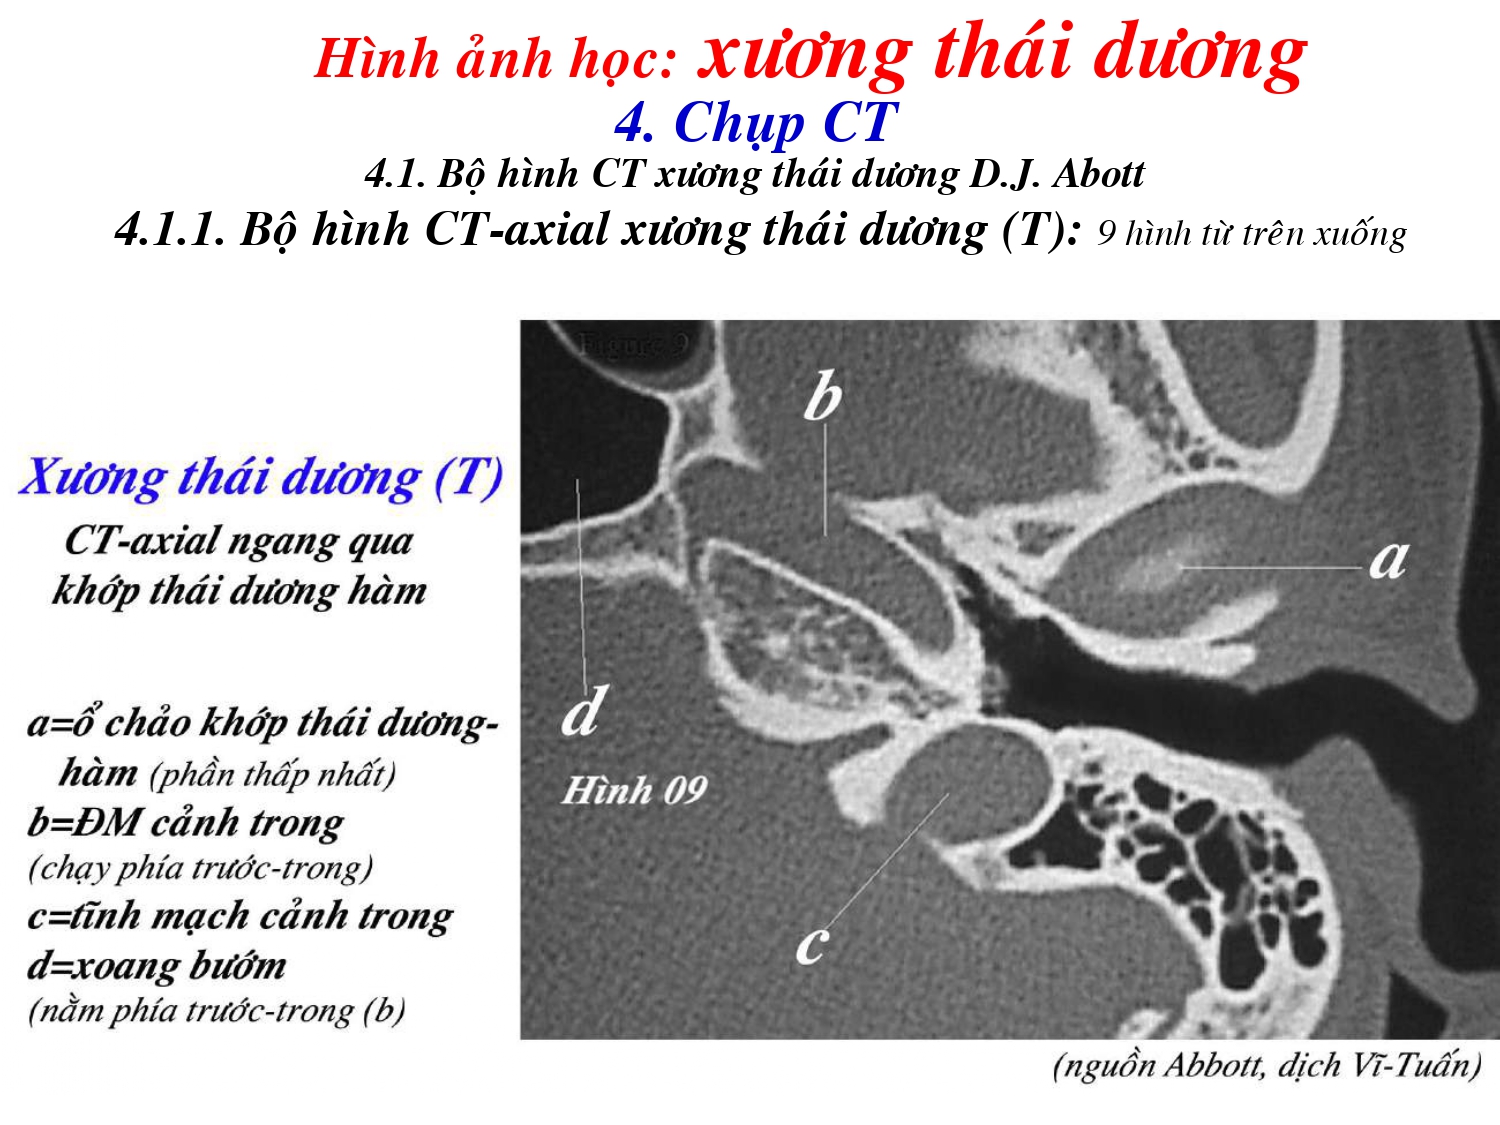 Hình ảnh học: xương thái dương
4. Chụp CT
4.1. Bộ hình CT xương thái dương D.J. Abott
4.1.1. Bộ hình CT-axial xương thái dương (T): 9 hình từ trên xuống
Figure 9
b
Xương thái dương (T)
CT-axial ngang qua
khớp thái dương hàm
a
a=ổ chảo khớp thái dương-
hàm (phần thấp nhất)
b=ĐM cảnh trong
(chạy phía trước-trong)
c=tĩnh mạch cảnh trong
d=xoang bướm
(nằm phía trước-trong (b)
d
Hình 09
c
(nguồn Abbott, dịch Vĩ-Tuấn)